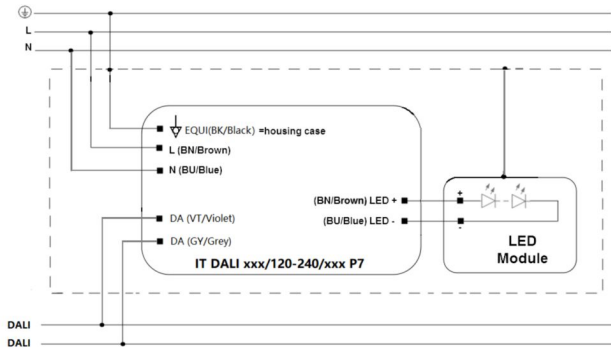 L
N
EQUI(BK/Black) =housing case
L (BN/Brown)
N (BU/Blue)
(BN/Brown) LED +
+
(BU/Blue) LED -
-
DA (VT/Violet)
DA (GY/Grey)
LED
Module
IT DALI xxx/120-240/xxx P7
DALI
DALI